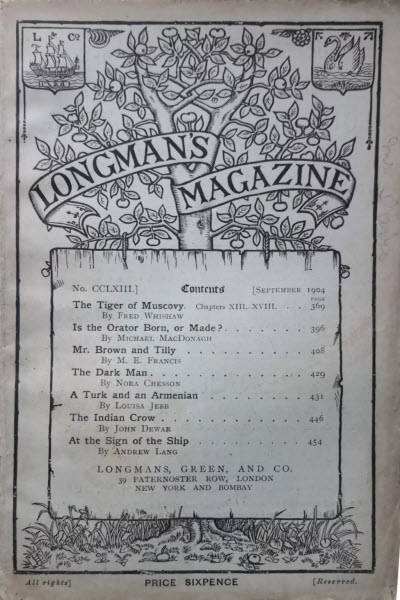 L Co
LONGMAN'S
MAGAZINE
No. CCLXIII.] Contents [SEPTEMBER 1904
PAGE
The Tiger of Muscovy. Chapters XIII.-XVIII. . . . 369
By FRED WHISHAW
Is the Orator Born, or Made? . . . . . . . . 396
By MICHAEL MACDONAGH
Mr. Brown and Tilly . . . . . . . . . . 408
By M. E. FRANCIS
The Dark Man . . . . . . . . . . . . 429
By NORA CHESSON
A Turk and an Armenian . . . . . . . . . 431
By LOUISA JEBB
The Indian Crow . . . . . . . . . . . 446
By JOHN DEWAR
At the Sign of the Ship . . . . . . . . . 454
By ANDREW LANG
LONGMANS, GREEN, AND CO.
39 PATERNOSTER ROW, LONDON
NEW YORK AND BOMBAY
All rights] PRICE SIXPENCE [Reserved.